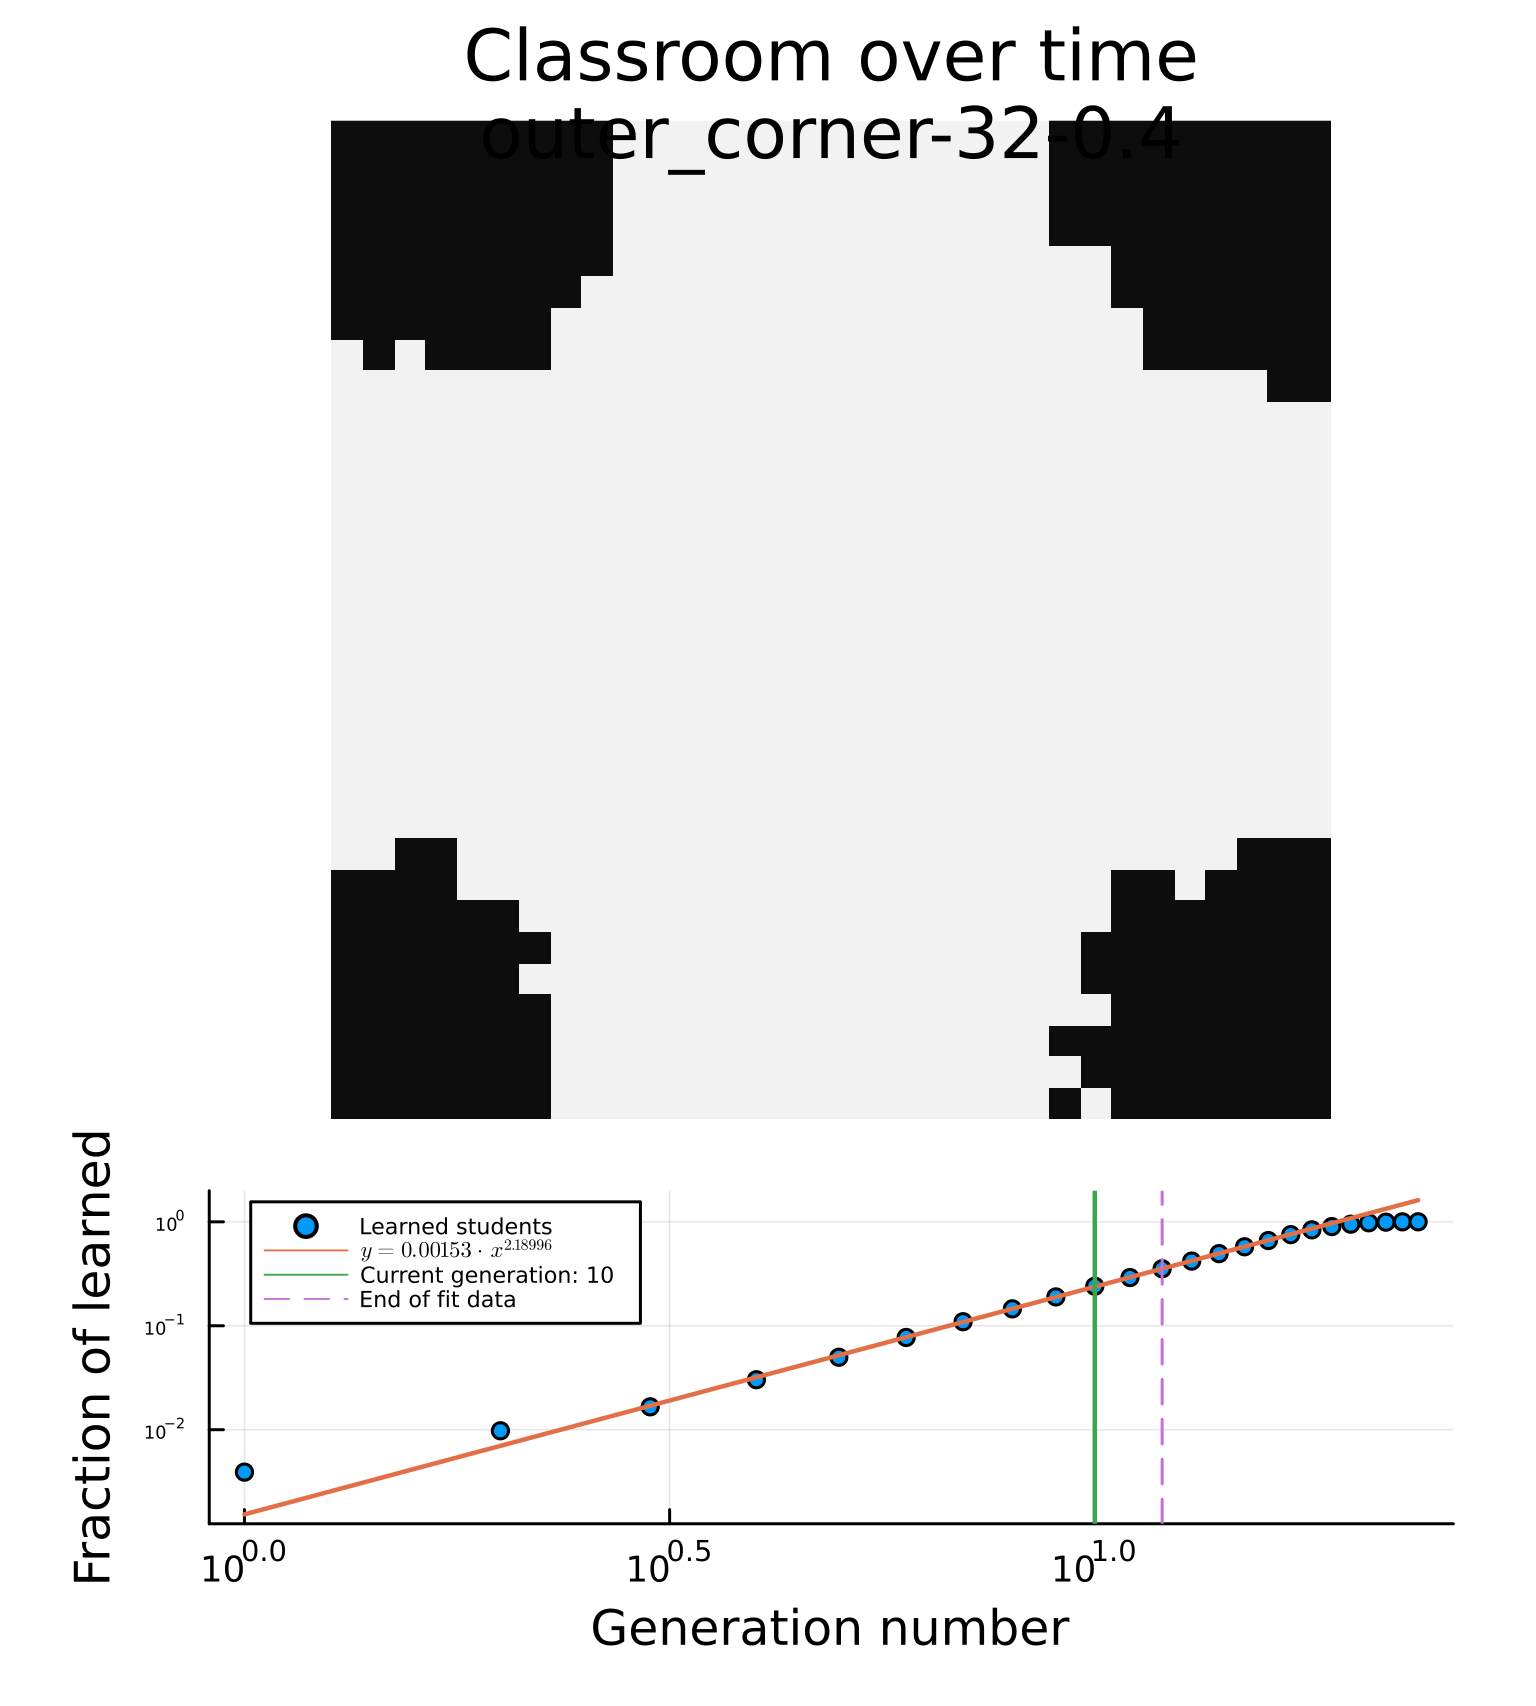 Classroom over time
outer_corner-32-0.4
Fraction of learned
10^0
10^-1
10^-2
Learned students
y = 0.00153 · x^2.18996
Current generation: 10
End of fit data
10^0.0
10^0.5
10^1.0
Generation number